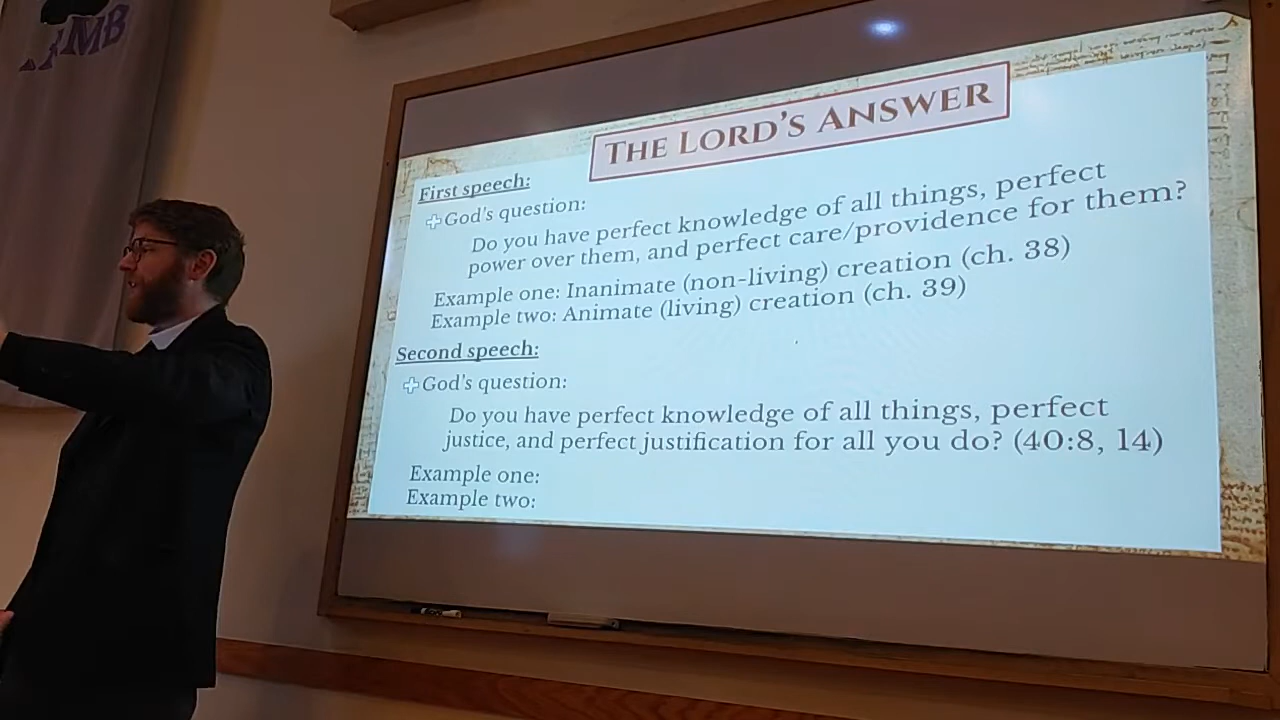 AMB
THE LORD'S ANSWER
First speech:
God's question:
Do you have perfect knowledge of all things, perfect
power over them, and perfect care/providence for them?
Example one: Inanimate (non-living) creation (ch. 38)
Example two: Animate (living) creation (ch. 39)
Second speech:
God's question:
Do you have perfect knowledge of all things, perfect
justice, and perfect justification for all you do? (40:8, 14)
Example one:
Example two: